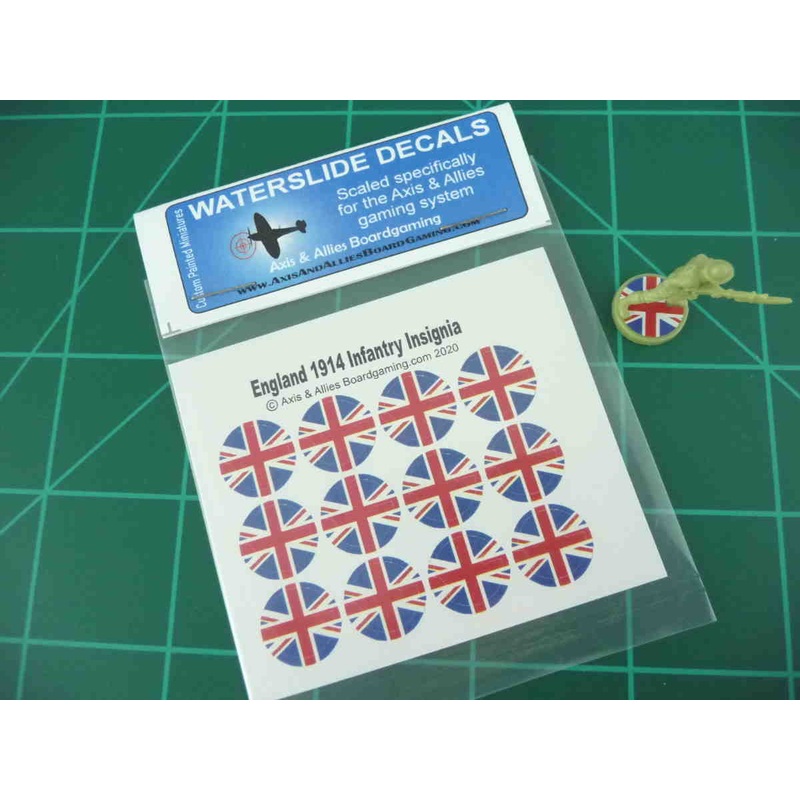 WATERSLIDE DECALS
Custom Painted Miniatures
Scaled specifically
for the Axis & Allies
gaming system
Axis & Allies Boardgaming
www.AxisAndAlliesBoardGaming.com
England 1914 Infantry Insignia
© Axis & Allies Boardgaming.com 2020